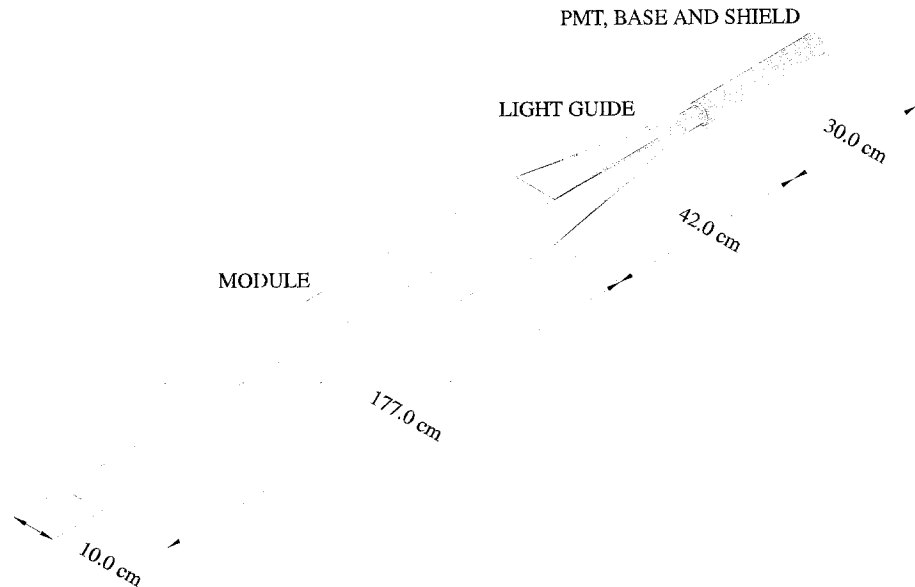 PMT, BASE AND SHIELD
LIGHT GUIDE
30.0 cm
42.0 cm
MODULE
177.0 cm
10.0 cm